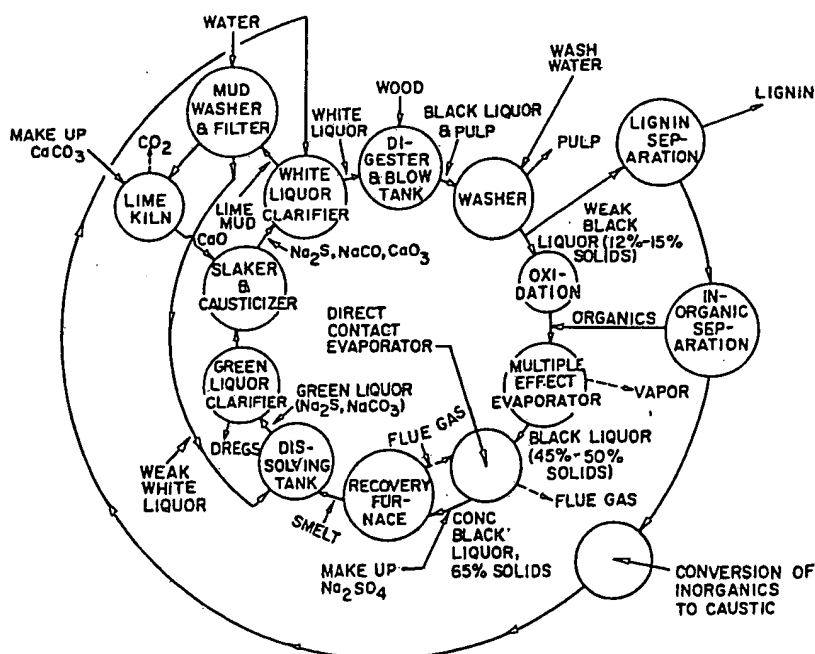 WATER
MUD
WASHER
& FILTER
MAKE UP
CaCO3
CO2
LIME
KILN
CaO
LIME
MUD
WHITE
LIQUOR
CLARIFIER
Na2S, NaCO, CaO3
SLAKER
&
CAUSTICIZER
WHITE
LIQUOR
WOOD
DI-
GESTER
& BLOW
TANK
BLACK LIQUOR
& PULP
WASH
WATER
PULP
WASHER
LIGNIN
SEP-
ARATION
LIGNIN
WEAK
BLACK
LIQUOR (12%-15%
SOLIDS)
OXI-
DATION
ORGANICS
IN-
ORGANIC
SEP-
ARATION
DIRECT
CONTACT
EVAPORATOR
MULTIPLE
EFFECT
EVAPORATOR
VAPOR
GREEN
LIQUOR
CLARIFIER
GREEN LIQUOR
(Na2S, NaCO3)
DREGS
DIS-
SOLVING
TANK
WEAK
WHITE
LIQUOR
SMELT
FLUE GAS
RECOVERY
FUR-
NACE
BLACK LIQUOR
(45%-50%
SOLIDS)
FLUE GAS
CONC
BLACK'
LIQUOR,
65% SOLIDS
MAKE UP
Na2SO4
CONVERSION OF
INORGANICS
TO CAUSTIC